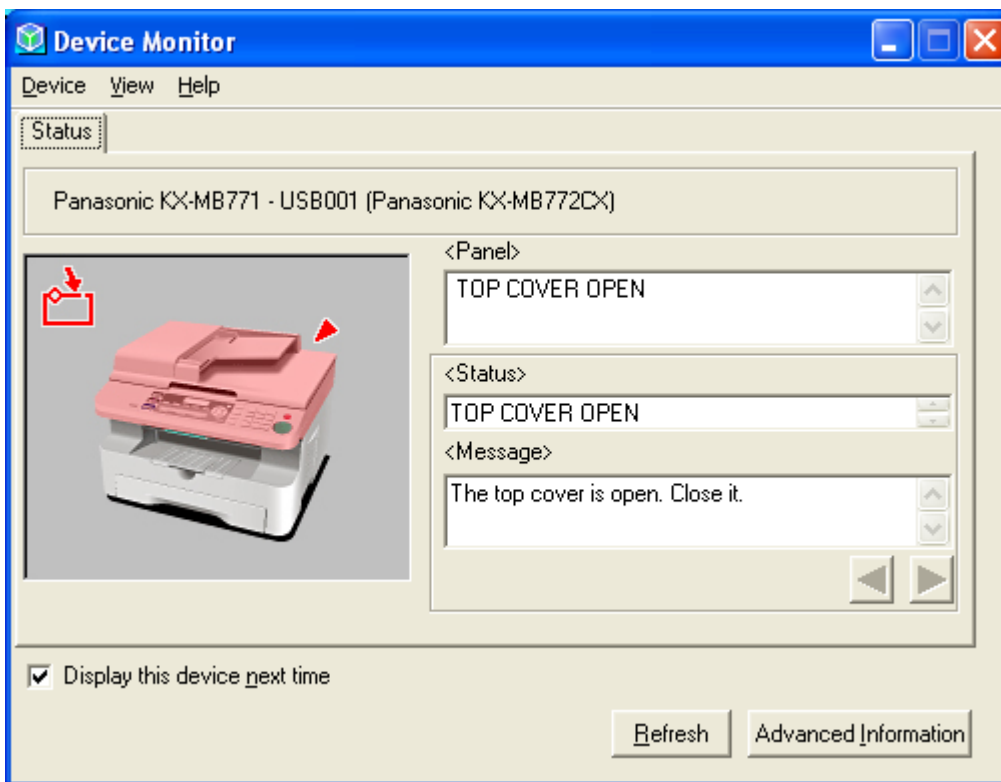 Device Monitor
Device View Help
Status
Panasonic KX-MB771 - USB001 (Panasonic KX-MB772CX)
<Panel>
TOP COVER OPEN
<Status>
TOP COVER OPEN
<Message>
The top cover is open. Close it.
Display this device next time
Refresh Advanced Information